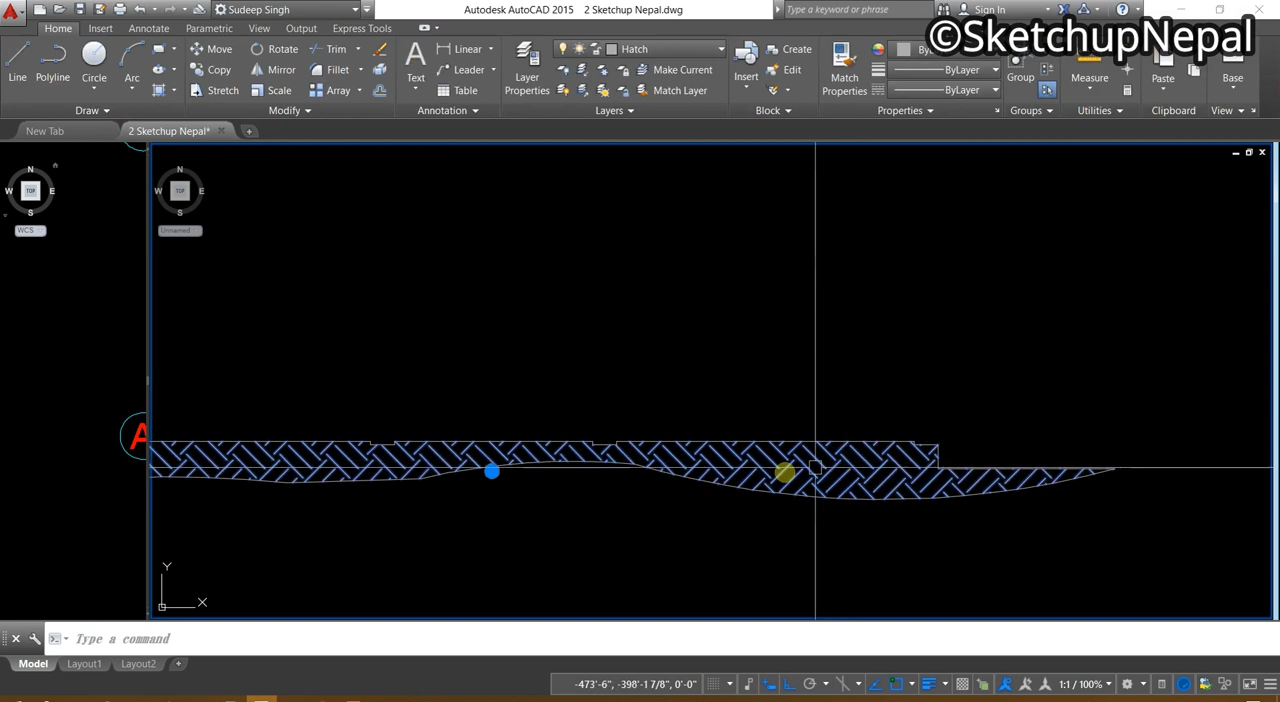 Sudeep Singh
Autodesk AutoCAD 2015 2 Sketchup Nepal.dwg
Type a keyword or phrase
Sign In
©SketchupNepal
Home Insert Annotate Parametric View Output Express Tools
Line Polyline Circle Arc
Move Rotate Trim
Copy Mirror Fillet
Stretch Scale Array
Text Linear
Leader
Table
Layer Properties
Hatch
Make Current
Match Layer
Insert Create
Edit
Match Properties
ByLayer
ByLayer
Group Measure Paste Base
Draw Modify Annotation Layers Block Properties Groups Utilities Clipboard View
New Tab 2 Sketchup Nepal*
N
W TOP E
S
WCS
N
W TOP E
S
Unnamed
A
Y
X
Type a command
Model Layout1 Layout2
-473'-6", -398'-1 7/8", 0'-0"
1:1 / 100%